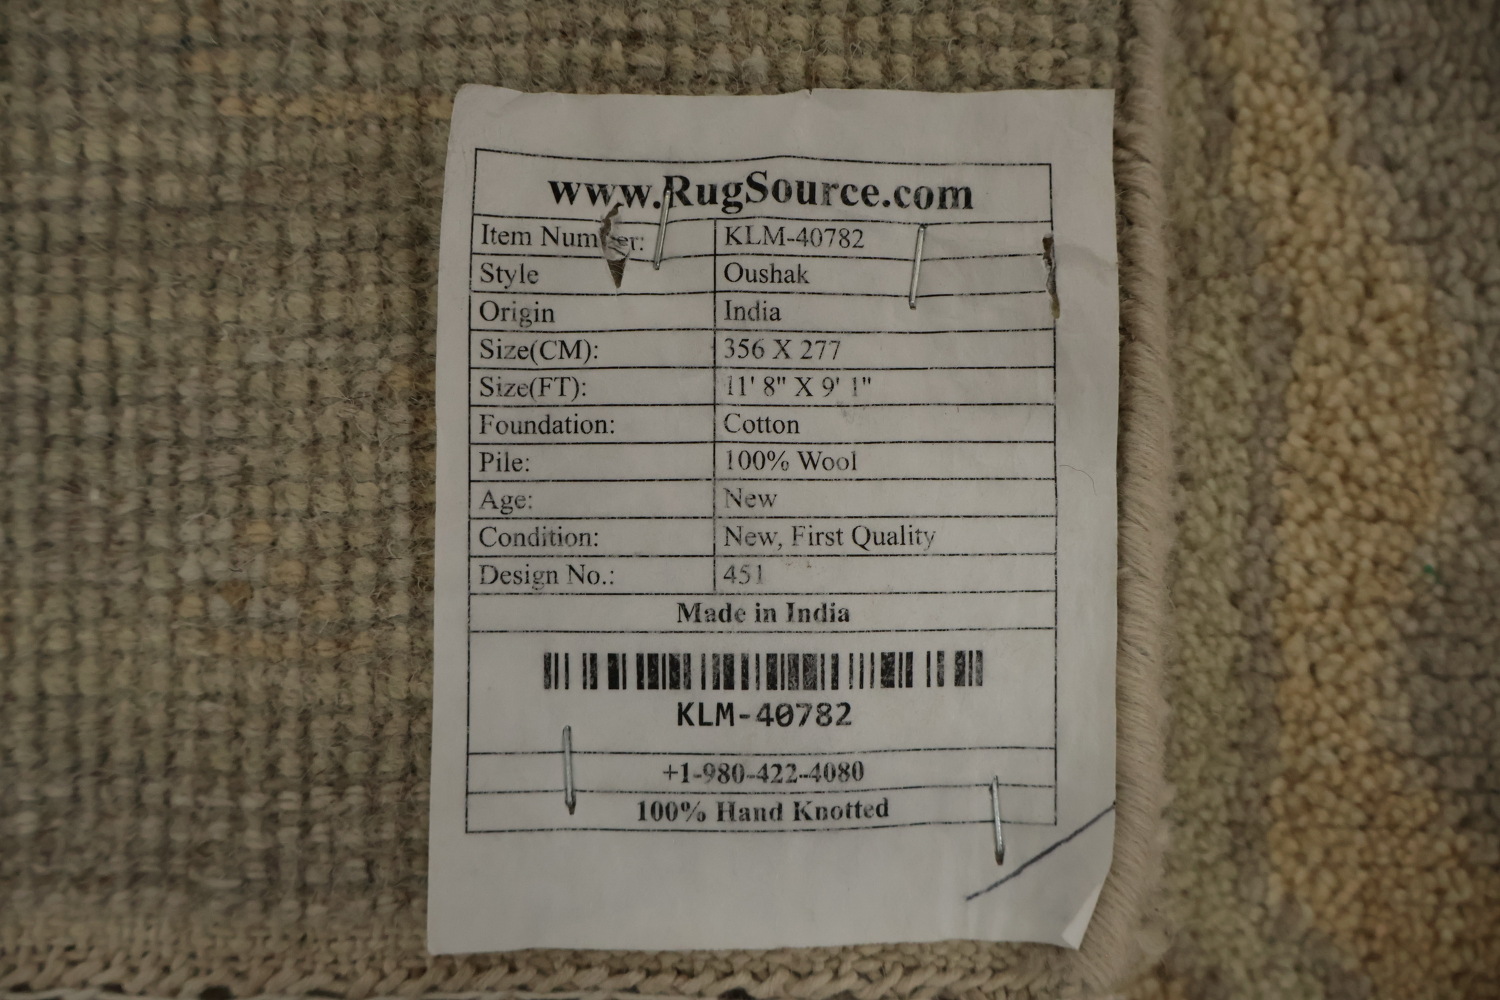 www.RugSource.com
Item Number: KLM-40782
Style Oushak
Origin India
Size(CM): 356 X 277
Size(FT): 11' 8" X 9' 1"
Foundation: Cotton
Pile: 100% Wool
Age: New
Condition: New, First Quality
Design No.: 451
Made in India
KLM-40782
+1-980-422-4080
100% Hand Knotted